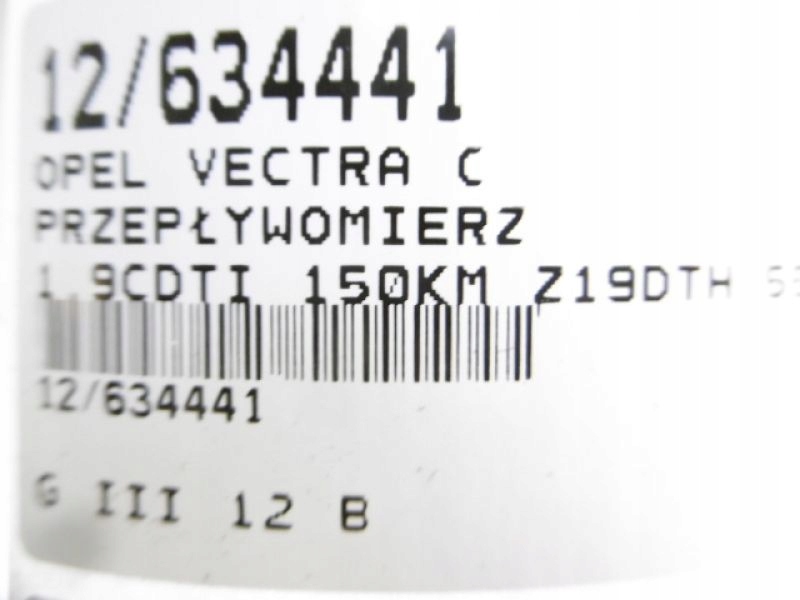 12/634441
OPEL VECTRA C
PRZEPŁYWOMIERZ
1.9CDTI 150KM Z19DTH
12/634441
G III 12 B